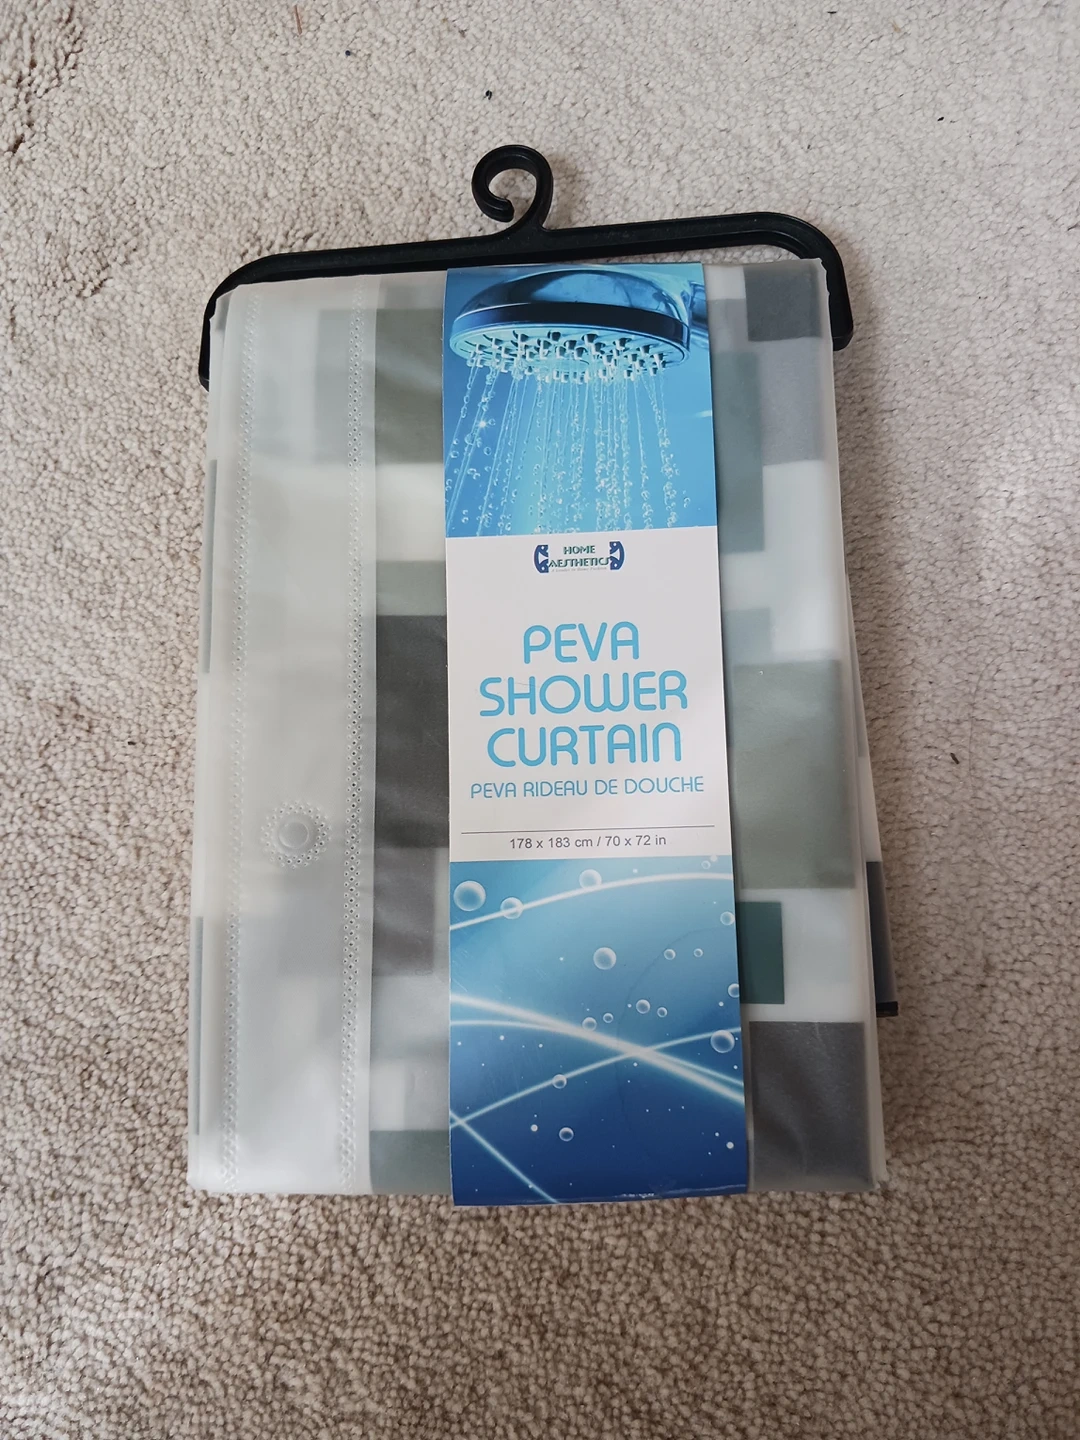 HOME
AESTHETICS
PEVA
SHOWER
CURTAIN
PEVA RIDEAU DE DOUCHE
178 x 183 cm / 70 x 72 in